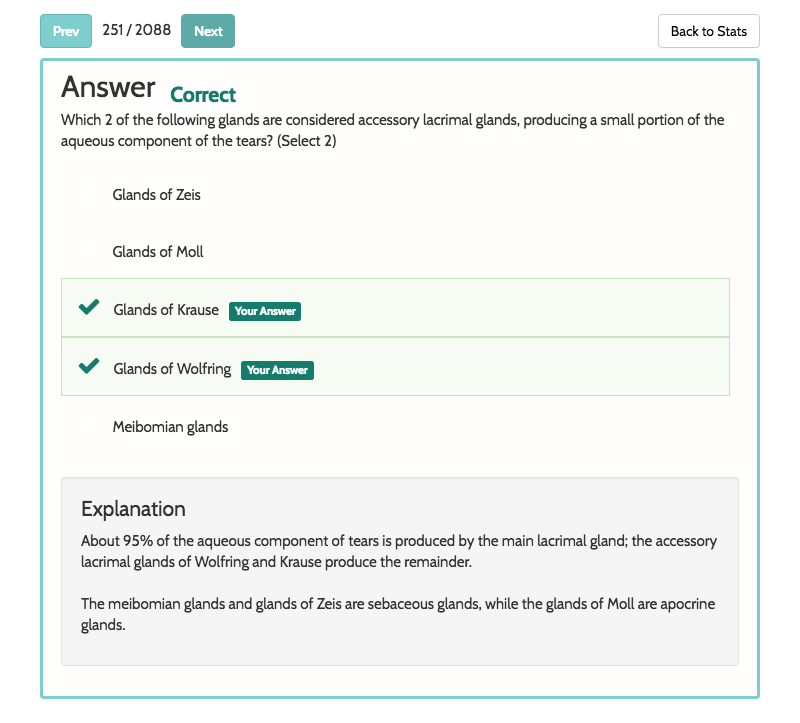 Prev 251 / 2088 Next Back to Stats
Answer Correct
Which 2 of the following glands are considered accessory lacrimal glands, producing a small portion of the
aqueous component of the tears? (Select 2)
Glands of Zeis
Glands of Moll
Glands of Krause Your Answer
Glands of Wolfring Your Answer
Meibomian glands
Explanation
About 95% of the aqueous component of tears is produced by the main lacrimal gland; the accessory
lacrimal glands of Wolfring and Krause produce the remainder.
The meibomian glands and glands of Zeis are sebaceous glands, while the glands of Moll are apocrine
glands.